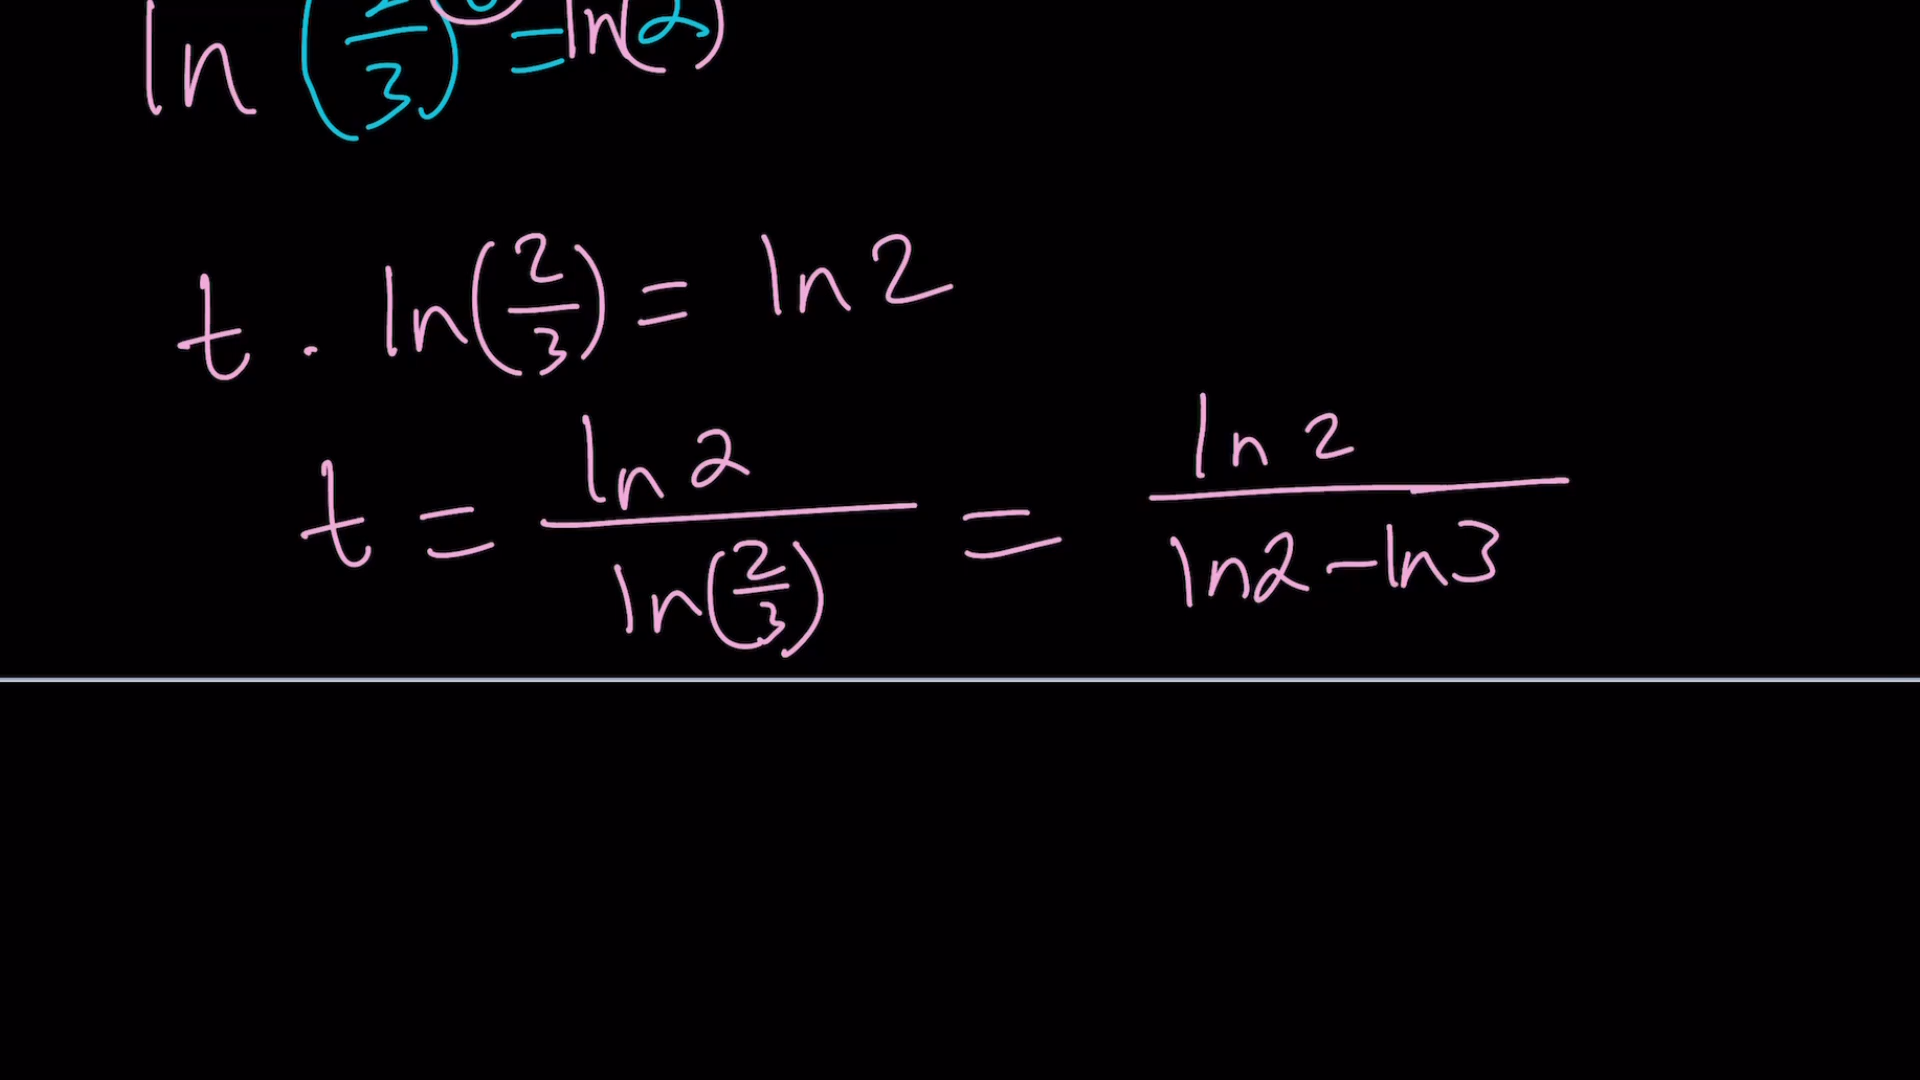 ln (2/3)^t = ln(2)
t . ln(2/3) = ln 2
t = ln 2 / ln(2/3) = ln 2 / ln2 - ln3